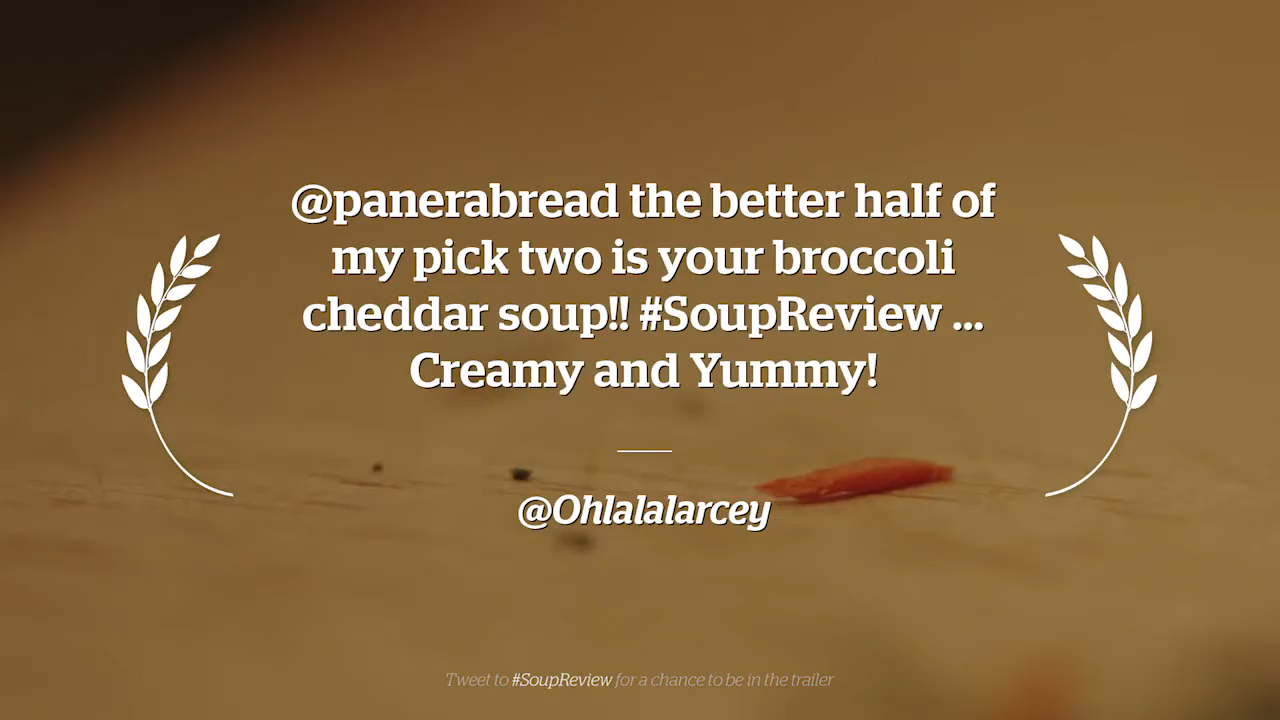 @panerabread the better half of
my pick two is your broccoli
cheddar soup!! #SoupReview ...
Creamy and Yummy!
@Ohlalalarcey
Tweet to #SoupReview for a chance to be in the trailer